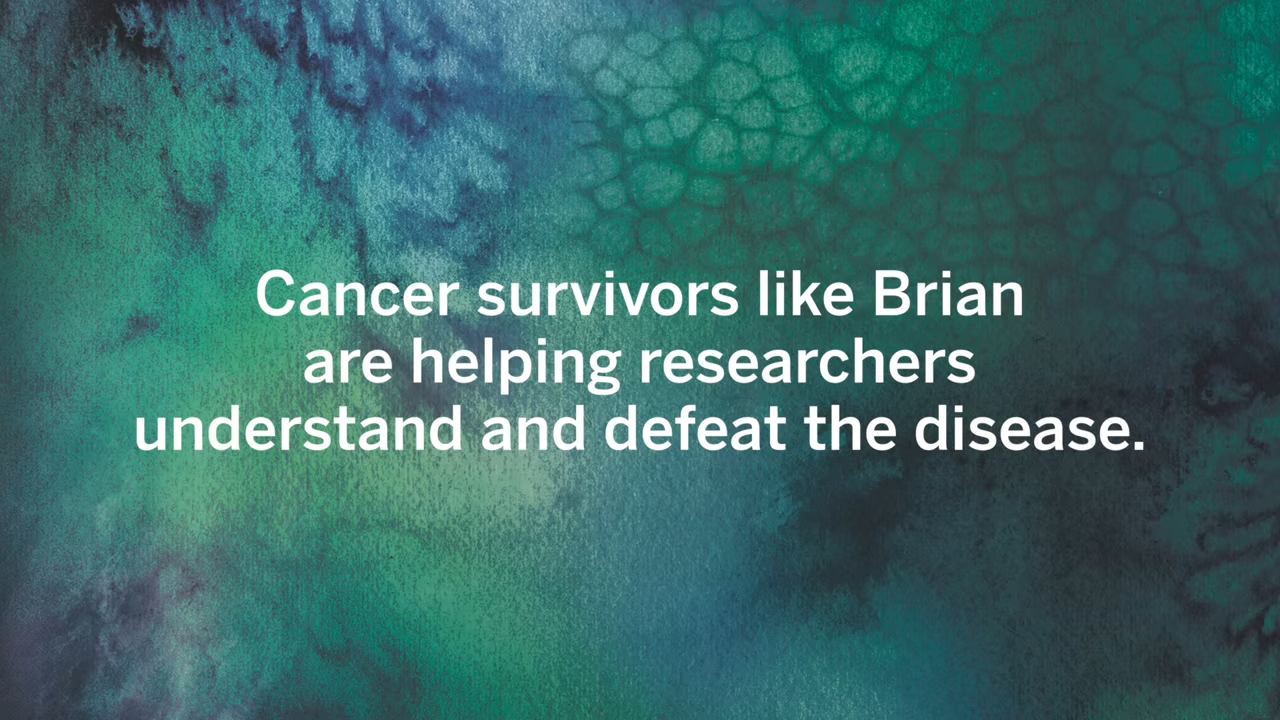 Cancer survivors like Brian
are helping researchers
understand and defeat the disease.